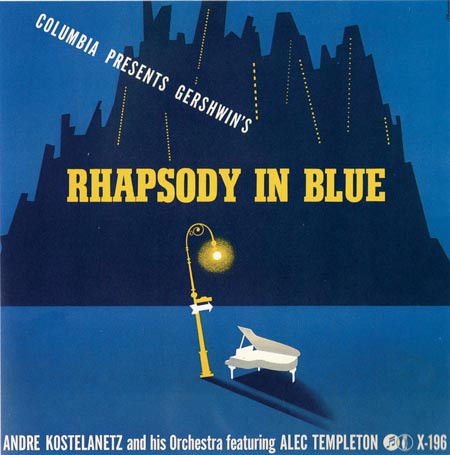 COLUMBIA PRESENTS GERSHWIN'S
RHAPSODY IN BLUE
ANDRE KOSTELANETZ and his Orchestra featuring ALEC TEMPLETON X-196